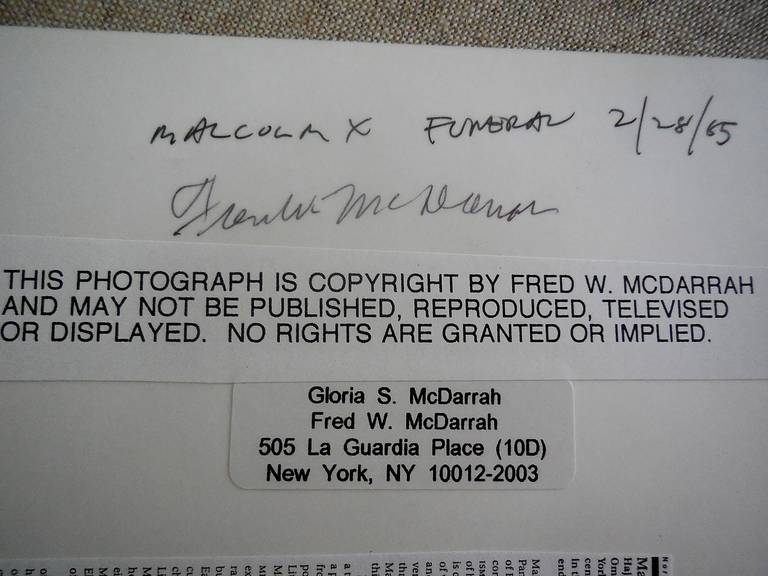 MALCOLM X FUNERAL 2/28/65
Fred W McDarrah
THIS PHOTOGRAPH IS COPYRIGHT BY FRED W. MCDARRAH
AND MAY NOT BE PUBLISHED, REPRODUCED, TELEVISED
OR DISPLAYED. NO RIGHTS ARE GRANTED OR IMPLIED.
Gloria S. McDarrah
Fred W. McDarrah
505 La Guardia Place (10D)
New York, NY 10012-2003